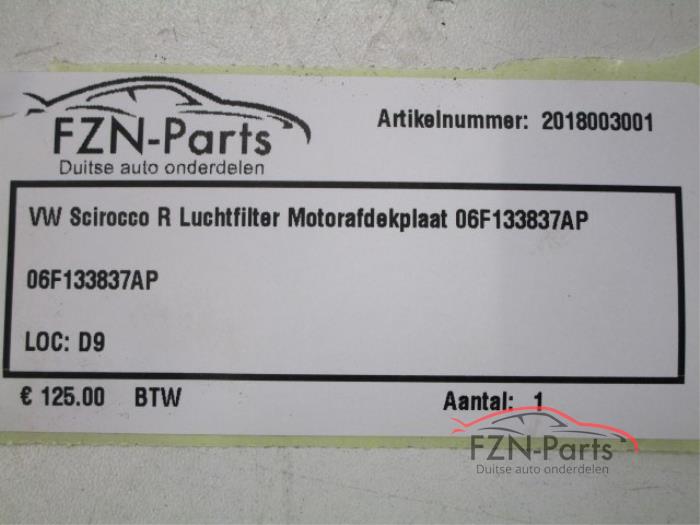 FZN-Parts
Duitse auto onderdelen
Artikelnummer: 2018003001
VW Scirocco R Luchtfilter Motorafdekplaat 06F133837AP
06F133837AP
LOC: D9
€ 125.00 BTW
Aantal: 1
FZN-Parts
Duitse auto onderdelen